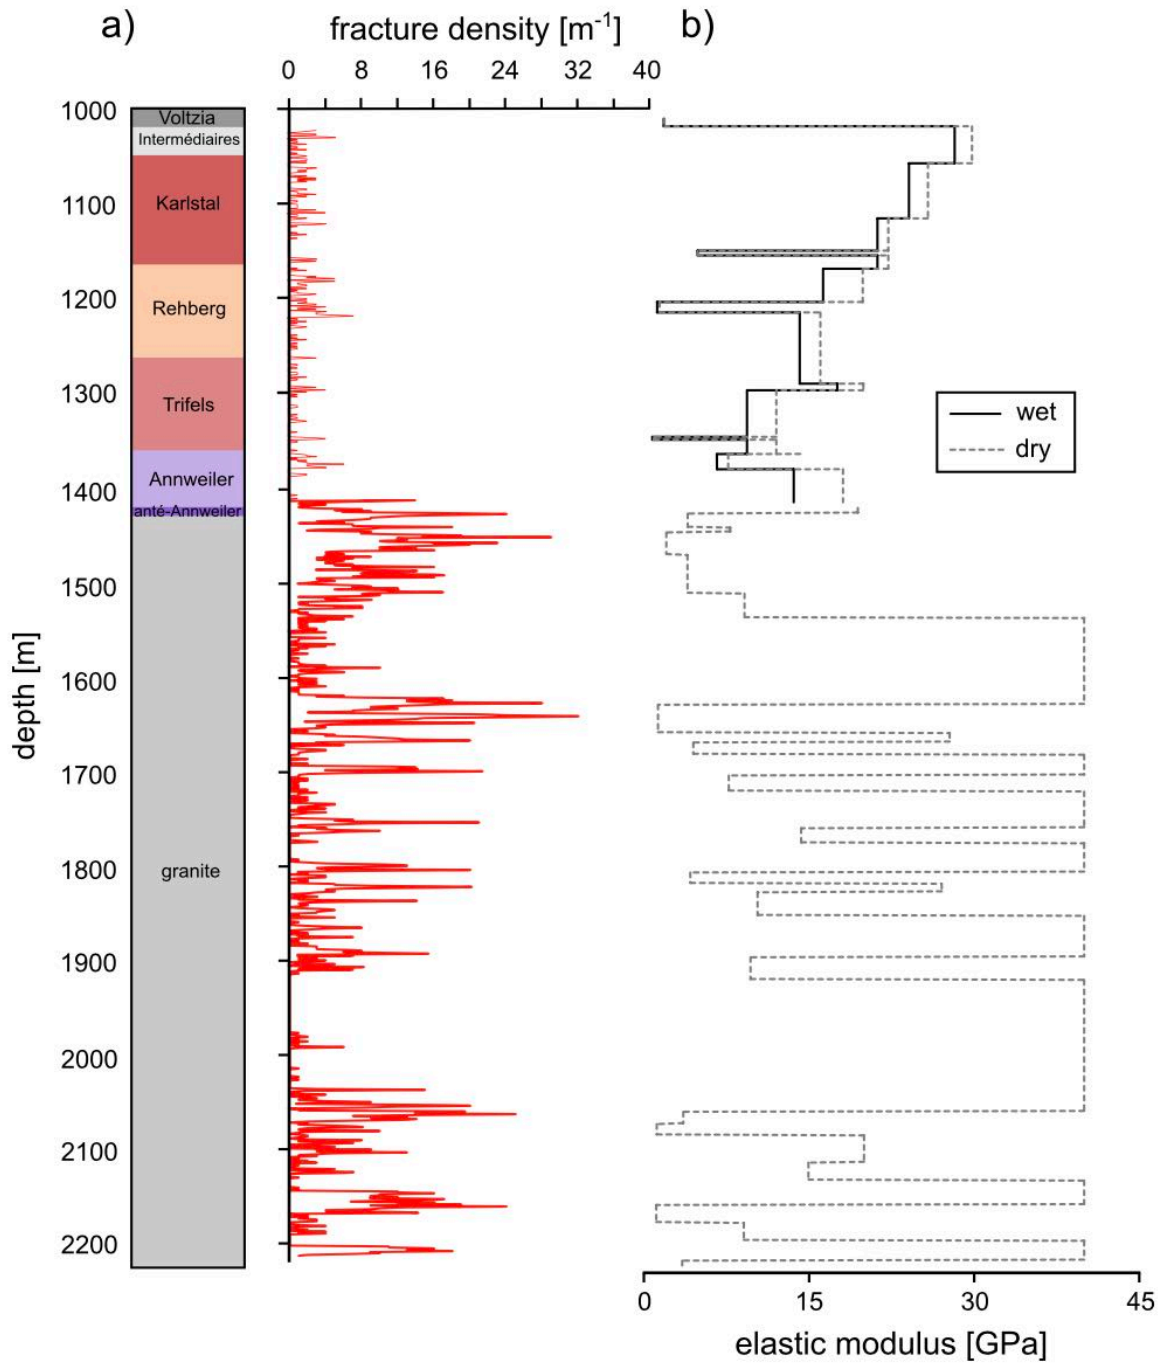 a)
fracture density [m⁻¹]
b)
0 8 16 24 32 40
1000
1100
1200
1300
1400
1500
1600
1700
1800
1900
2000
2100
2200
depth [m]
Voltzia
Intermédiaires
Karlstal
Rehberg
Trifels
Annweiler
anté-Annweiler
granite
wet
dry
0 15 30 45
elastic modulus [GPa]